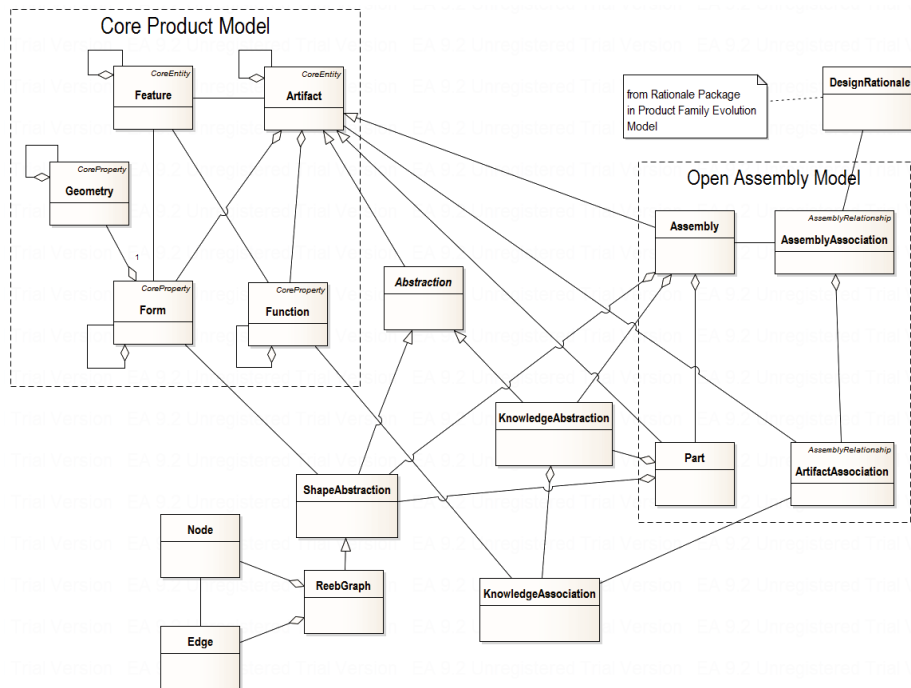 Core Product Model
CoreEntity
Feature
CoreEntity
Artifact
from Rationale Package
in Product Family Evolution
Model
DesignRationale
CoreProperty
Geometry
Open Assembly Model
Assembly
AssemblyRelationship
AssemblyAssociation
1
CoreProperty
Form
CoreProperty
Function
Abstraction
KnowledgeAbstraction
Part
AssemblyRelationship
ArtifactAssociation
ShapeAbstraction
Node
ReebGraph
KnowledgeAssociation
Edge